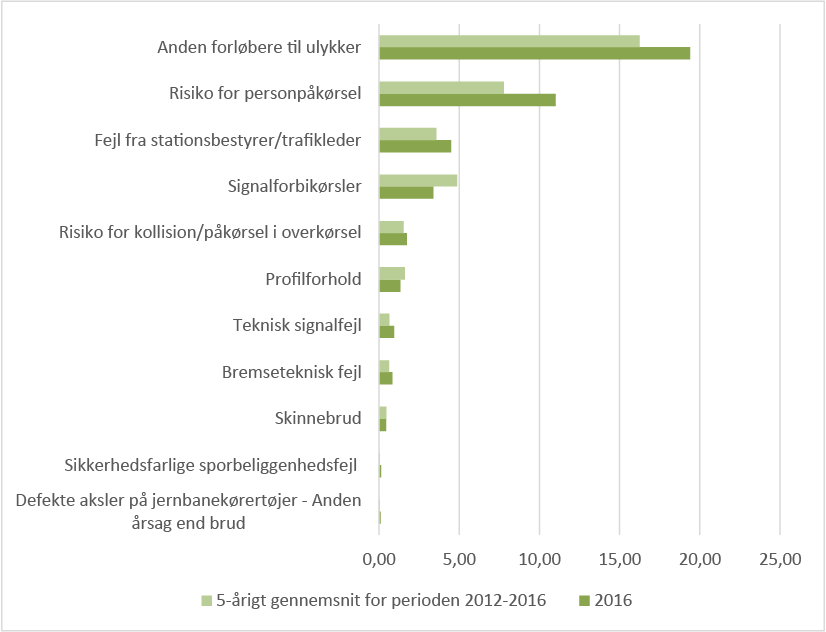 Anden forløbere til ulykker
Risiko for personpåkørsel
Fejl fra stationsbestyrer/trafikleder
Signalforbikørsler
Risiko for kollision/påkørsel i overkørsel
Profilforhold
Teknisk signalfejl
Bremseteknisk fejl
Skinnebrud
Sikkerhedsfarlige sporbeliggenhedsfejl
Defekte aksler på jernbanekørertøjer - Anden
årsag end brud
0,00 5,00 10,00 15,00 20,00 25,00
5-årigt gennemsnit for perioden 2012-2016 2016